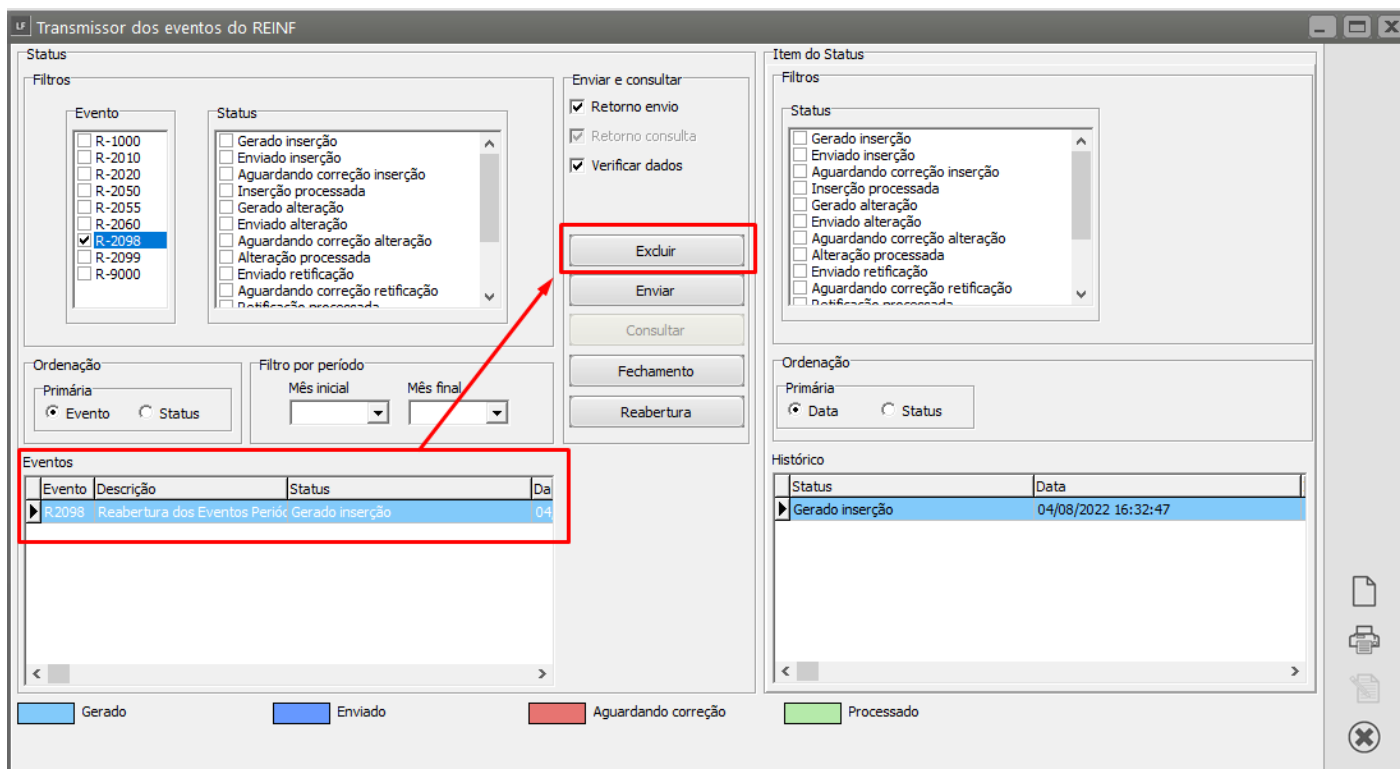 LF Transmissor dos eventos do REINF
Status
Filtros
Evento
R-1000
R-2010
R-2020
R-2050
R-2055
R-2060
R-2098
R-2099
R-9000
Status
Gerado inserção
Enviado inserção
Aguardando correção inserção
Inserção processada
Gerado alteração
Enviado alteração
Aguardando correção alteração
Alteração processada
Enviado retificação
Aguardando correção retificação
Retificação processada
Enviar e consultar
Retorno envio
Retorno consulta
Verificar dados
Excluir
Enviar
Consultar
Fechamento
Reabertura
Ordenação
Primária
Evento Status
Filtro por período
Mês inicial Mês final
Eventos
Evento Descrição Status Da
R2098 Reabertura dos Eventos Perióc Gerado inserção 04
Item do Status
Filtros
Status
Gerado inserção
Enviado inserção
Aguardando correção inserção
Inserção processada
Gerado alteração
Enviado alteração
Aguardando correção alteração
Alteração processada
Enviado retificação
Aguardando correção retificação
Retificação processada
Ordenação
Primária
Data Status
Histórico
Status Data
Gerado inserção 04/08/2022 16:32:47
Gerado Enviado Aguardando correção Processado